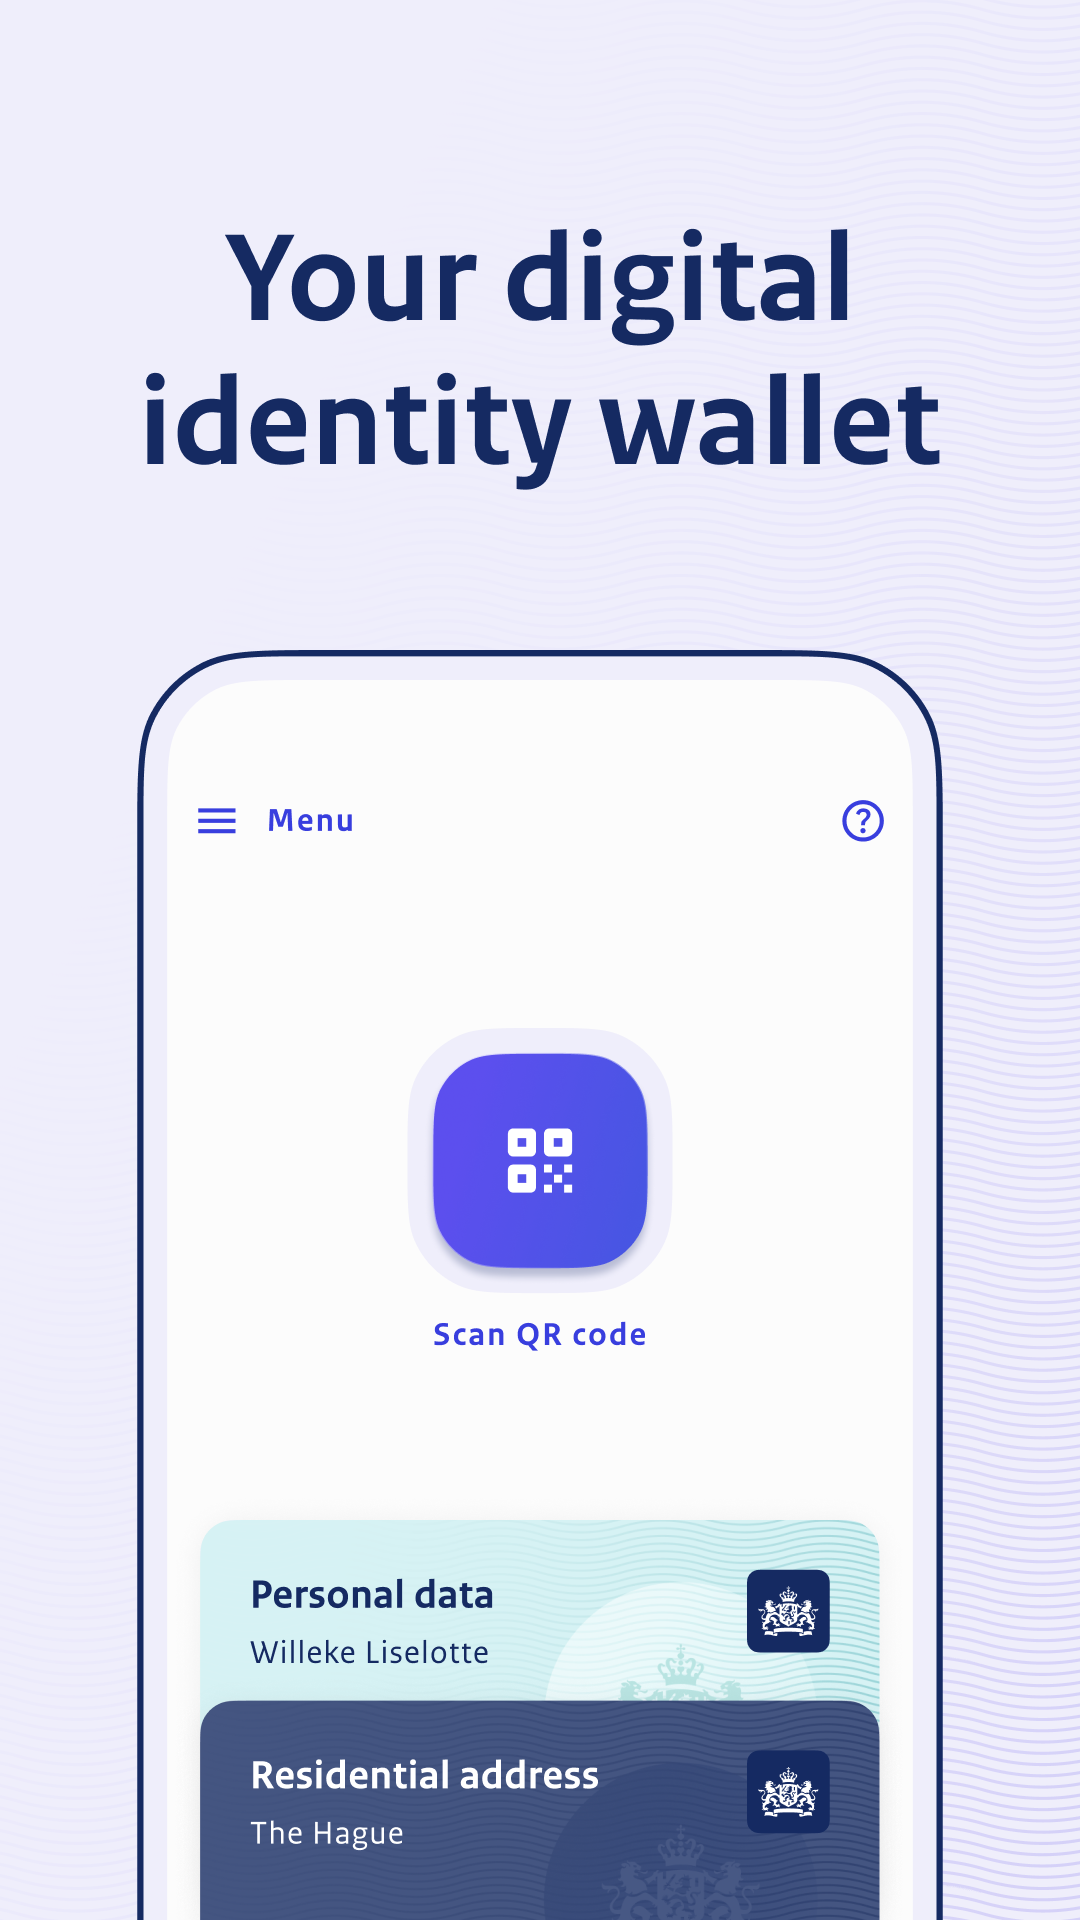 Your digital
identity wallet
Menu
Scan QR code
Personal data
Willeke Liselotte
Residential address
The Hague